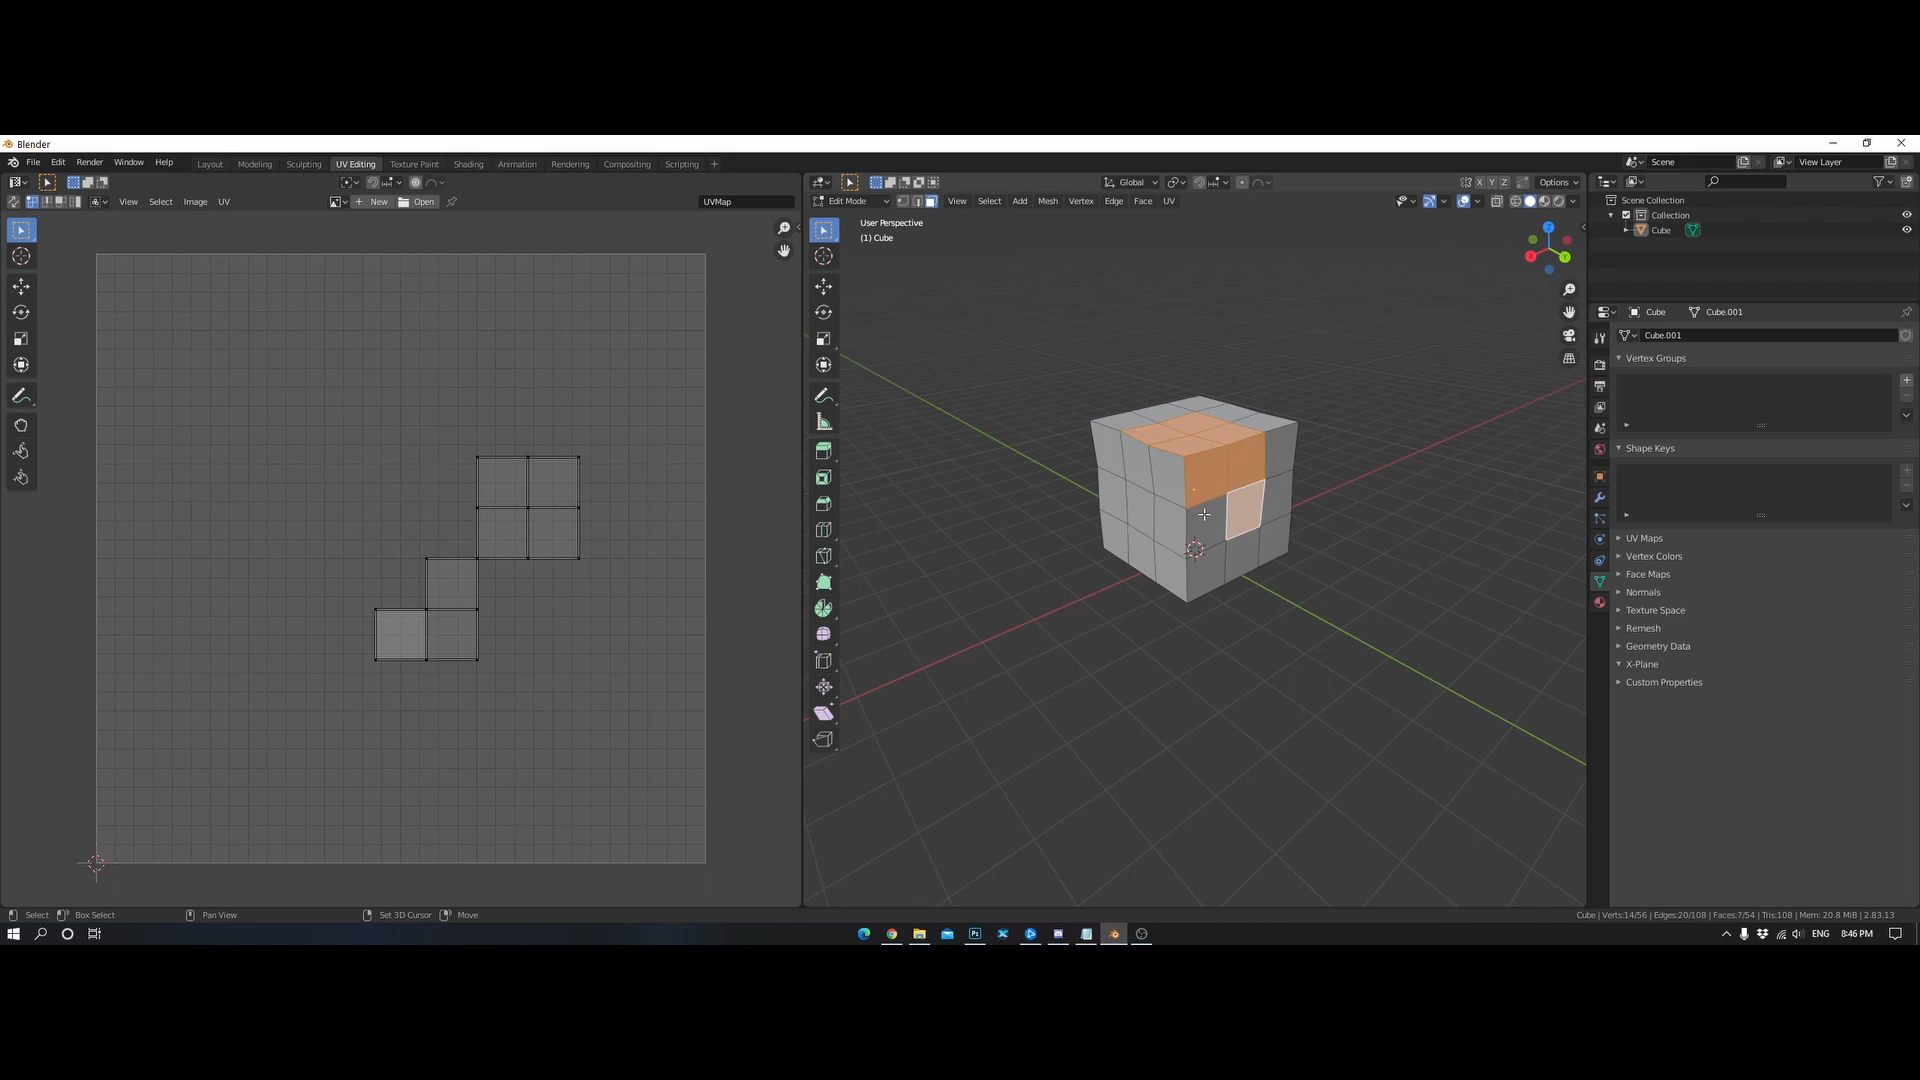 Blender
File Edit Render Window Help Layout Modeling Sculpting UV Editing Texture Paint Shading Animation Rendering Compositing Scripting + Scene View Layer
Global X Y Z Options
View Select Image UV New Open UVMap Edit Mode View Select Add Mesh Vertex Edge Face UV
User Perspective
(1) Cube
Z
X
Y
Scene Collection
Collection
Cube
Cube Cube.001
Cube.001
Vertex Groups
Shape Keys
UV Maps
Vertex Colors
Face Maps
Normals
Texture Space
Remesh
Geometry Data
X-Plane
Custom Properties
Select Box Select Pan View Set 3D Cursor Move Cube | Verts:14/56 | Edges:20/108 | Faces:7/54 | Tris:108 | Mem: 20.8 MiB | 2.83.13
Ps ENG 8:46 PM